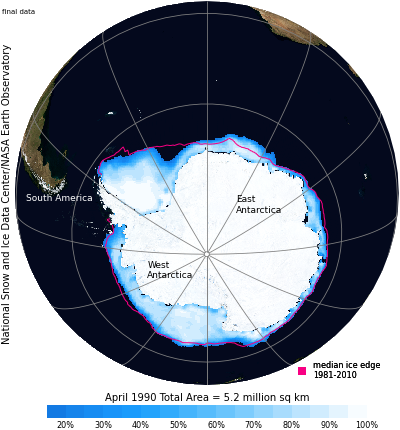 final data
National Snow and Ice Data Center/NASA Earth Observatory
South America
East
Antarctica
West
Antarctica
median ice edge
1981-2010
April 1990 Total Area = 5.2 million sq km
20% 30% 40% 50% 60% 70% 80% 90% 100%